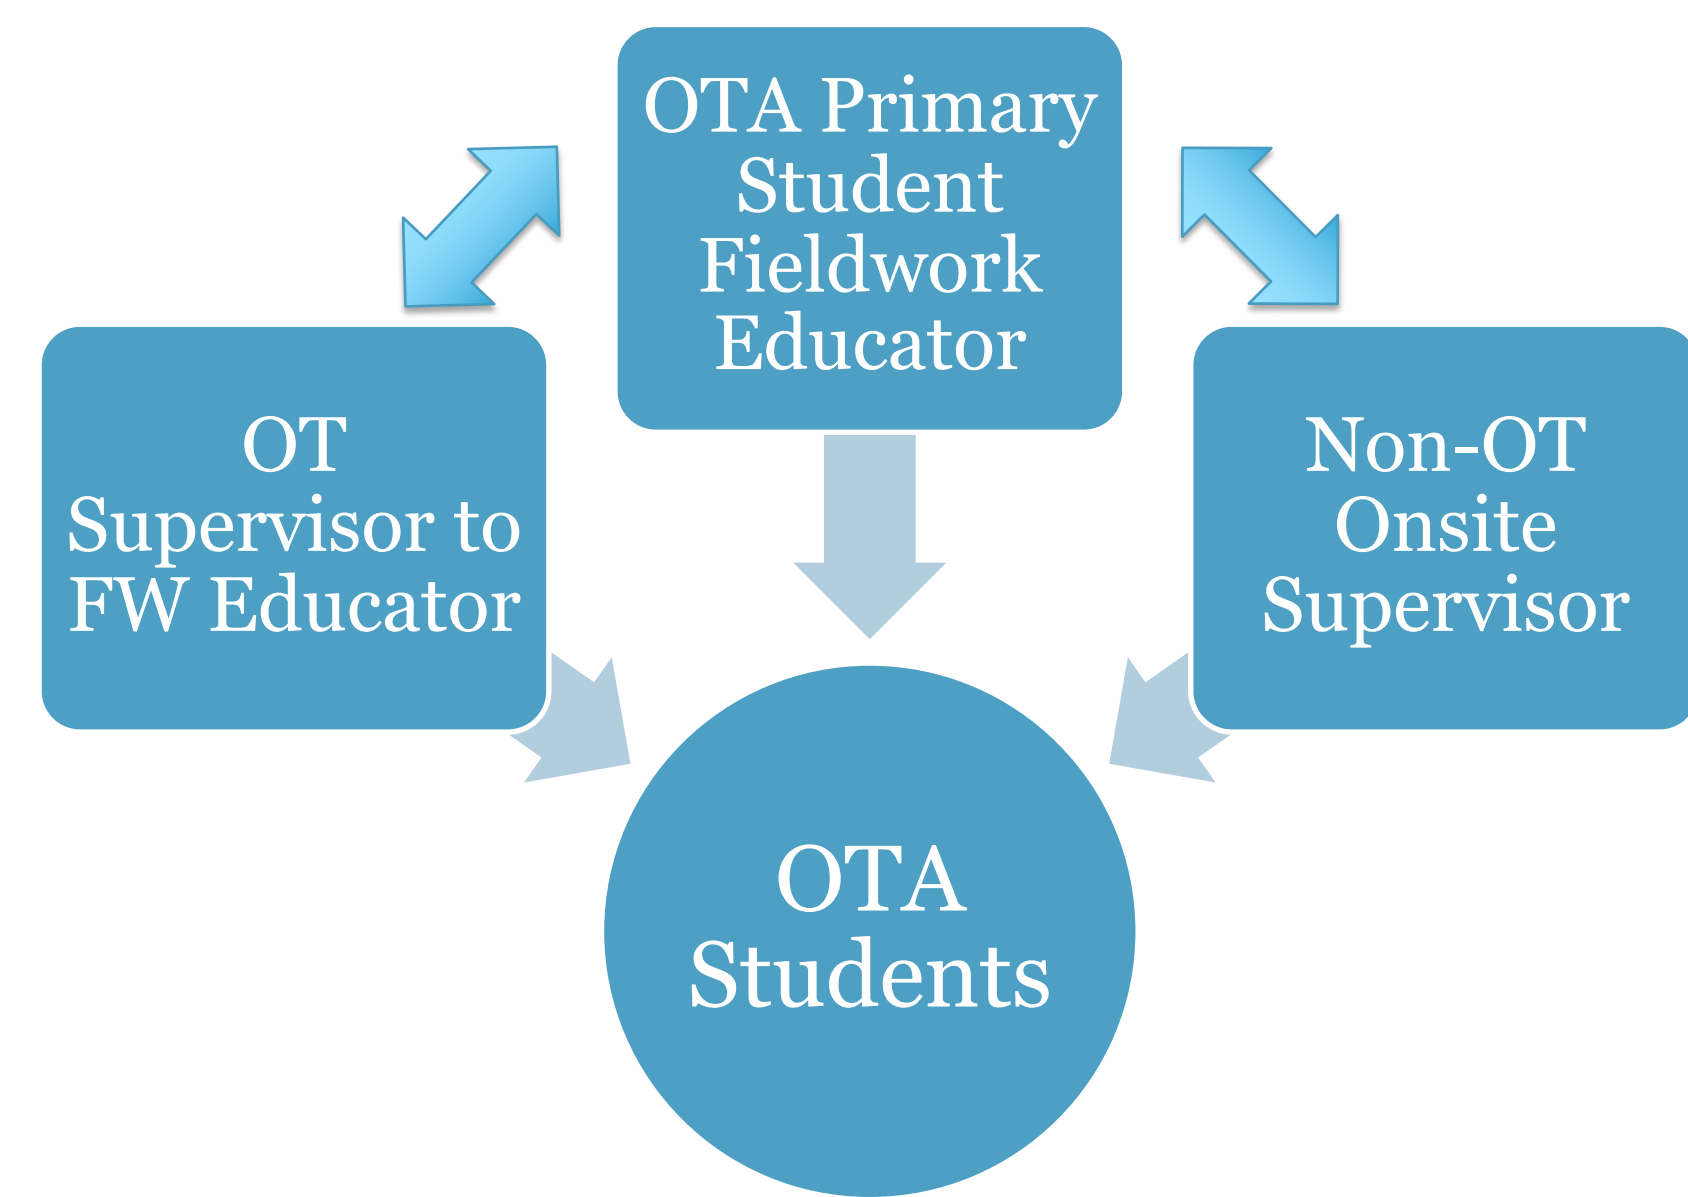 OTA Primary
Student
Fieldwork
Educator
OT
Supervisor to
FW Educator
Non-OT
Onsite
Supervisor
OTA
Students